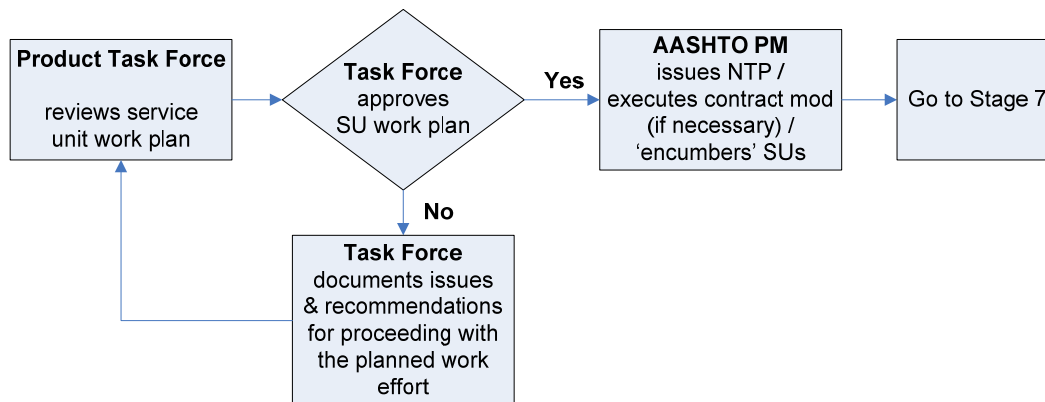 Product Task Force
reviews service
unit work plan
Task Force
approves
SU work plan
Yes
AASHTO PM
issues NTP /
executes contract mod
(if necessary) /
‘encumbers’ SUs
Go to Stage 7
No
Task Force
documents issues
& recommendations
for proceeding with
the planned work
effort